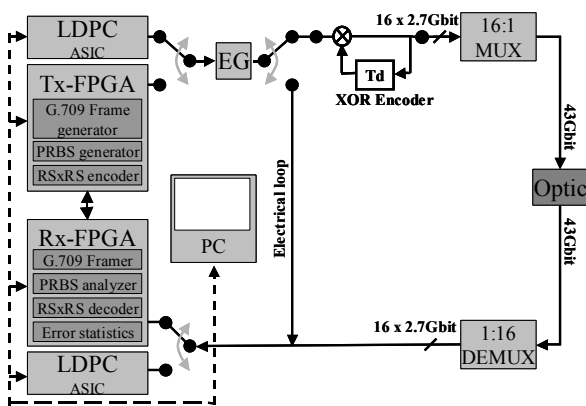 LDPC
ASIC
Tx-FPGA
G.709 Frame
generator
PRBS generator
RSxRS encoder
Rx-FPGA
G.709 Framer
PRBS analyzer
RSxRS decoder
Error statistics
LDPC
ASIC
EG
PC
Electrical loop
Td
XOR Encoder
16 x 2.7Gbit
16:1
MUX
43Gbit
Optic
43Gbit
16 x 2.7Gbit
1:16
DEMUX